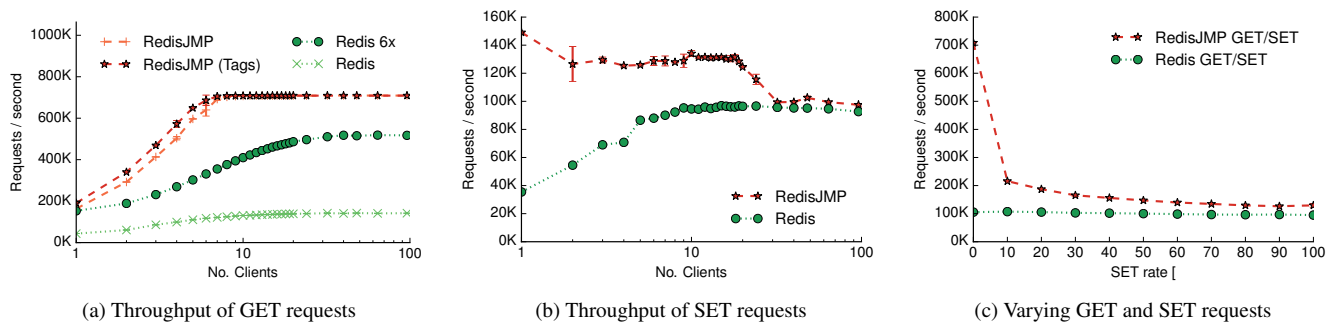 1000K
800K
600K
400K
200K
0K
Requests / second
RedisJMP
RedisJMP (Tags)
Redis 6x
Redis
1
10
100
No. Clients
(a) Throughput of GET requests
160K
140K
120K
100K
80K
60K
40K
20K
0K
Requests / second
RedisJMP
Redis
1
10
100
No. Clients
(b) Throughput of SET requests
800K
700K
600K
500K
400K
300K
200K
100K
0K
Requests / second
RedisJMP GET/SET
Redis GET/SET
0 10 20 30 40 50 60 70 80 90 100
SET rate [
(c) Varying GET and SET requests